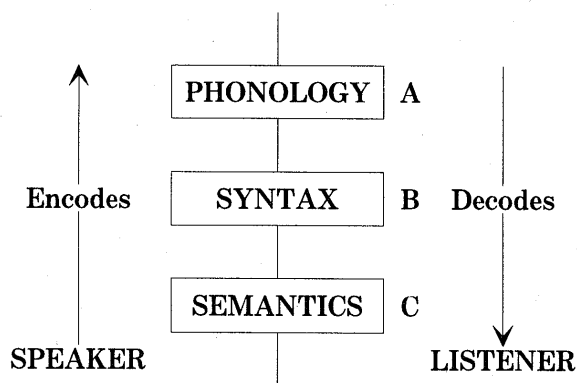 PHONOLOGY A
Encodes SYNTAX B Decodes
SEMANTICS C
SPEAKER LISTENER